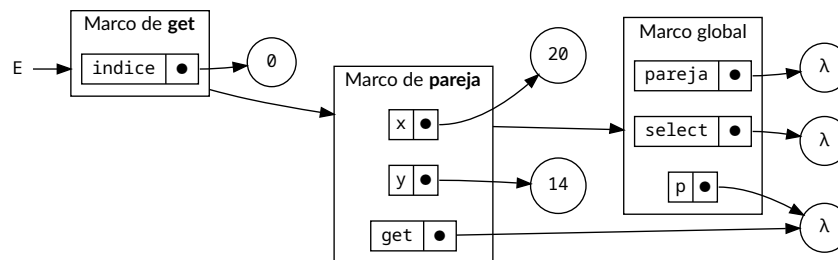 E
Marco de get
indice
0
Marco de pareja
x
20
y
14
get
Marco global
pareja
λ
select
λ
p
λ